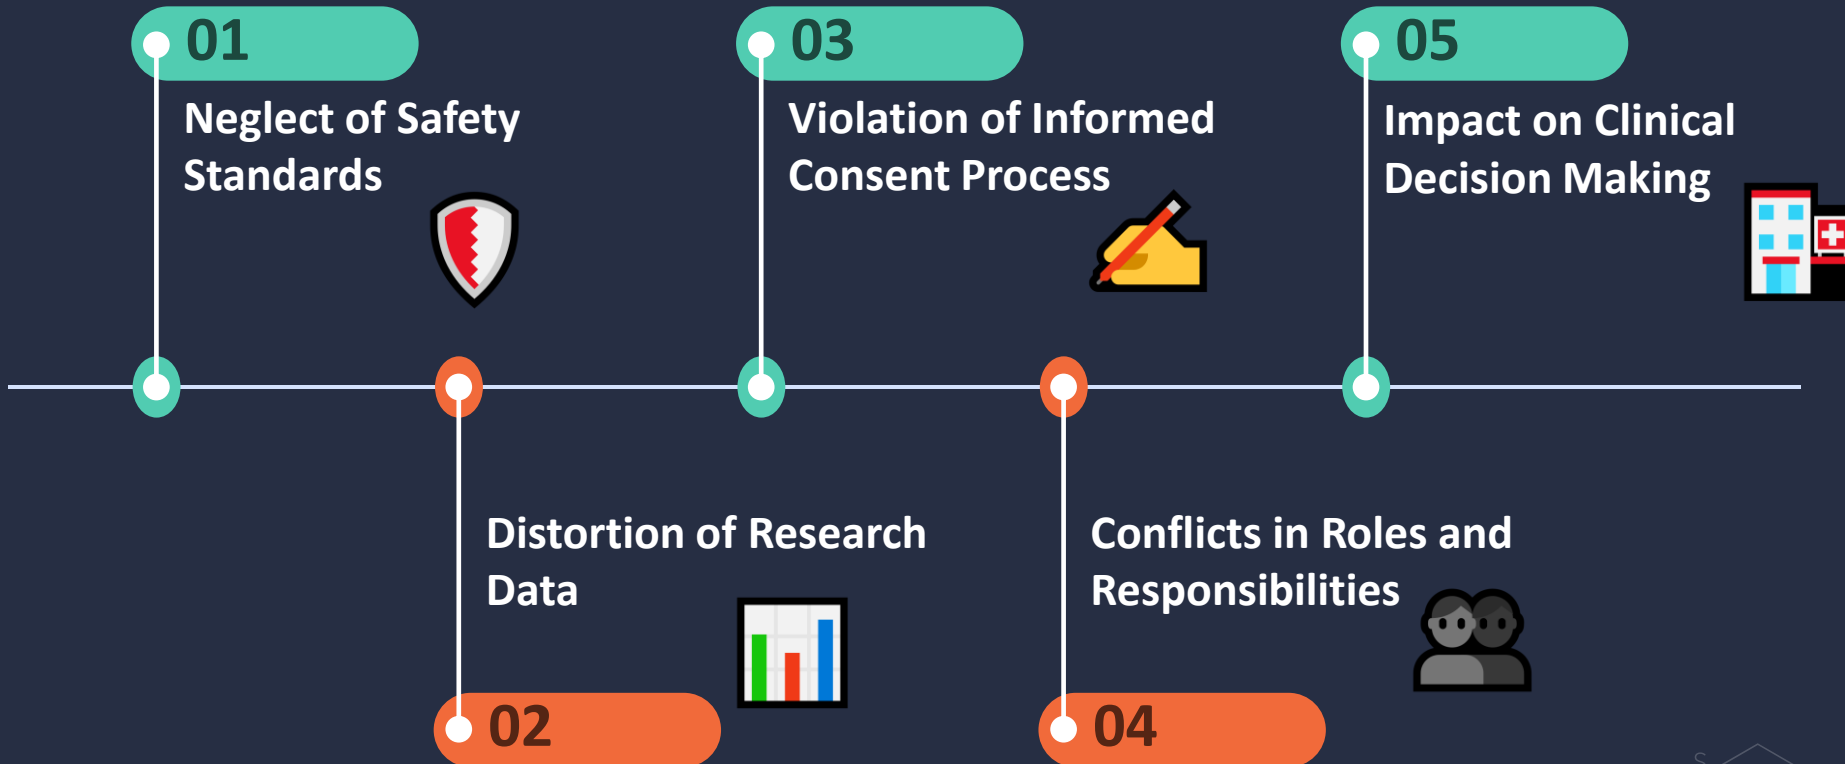 01
Neglect of Safety
Standards
03
Violation of Informed
Consent Process
05
Impact on Clinical
Decision Making
Distortion of Research
Data
02
Conflicts in Roles and
Responsibilities
04